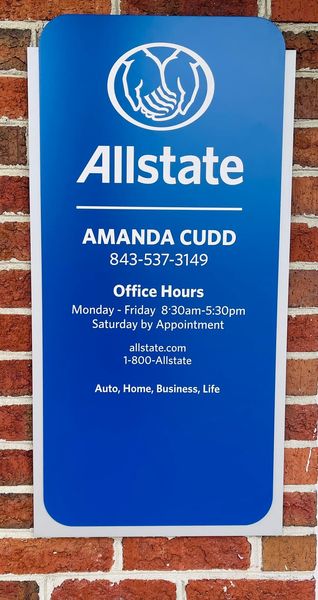 Allstate
AMANDA CUDD
843-537-3149
Office Hours
Monday - Friday 8:30am-5:30pm
Saturday by Appointment
allstate.com
1-800-Allstate
Auto, Home, Business, Life